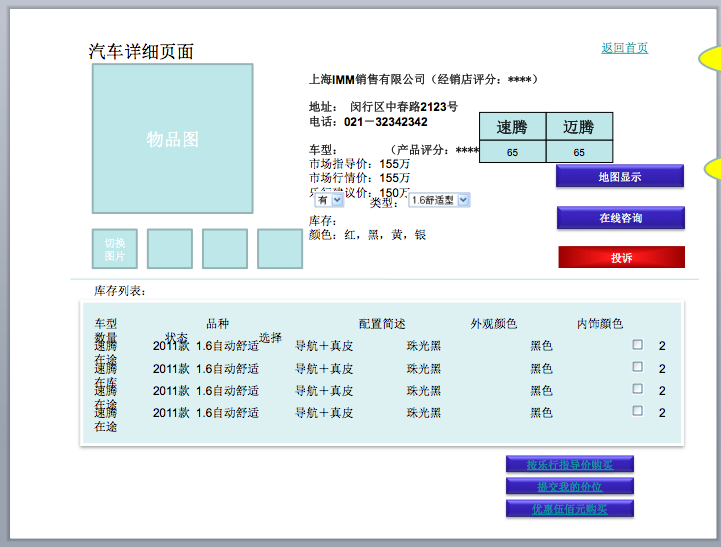 汽车详细页面
返回首页
物品图
上海IMM销售有限公司（经销店评分：****）
地址： 闵行区中春路2123号
电话：021－32342342
速腾 迈腾
65 65
车型： （产品评分：****
市场指导价：155万
市场行情价：155万
乐行建议价：150万
有 类型： 1.6舒适型
库存：
颜色：红，黑，黄，银
地图显示
在线咨询
投诉
切换
图片
库存列表：
车型 品种 配置简述 外观颜色 内饰颜色
数量 状态 选择
速腾 2011款 1.6自动舒适 导航＋真皮 珠光黑 黑色 2
在途
速腾 2011款 1.6自动舒适 导航＋真皮 珠光黑 黑色 2
在库
速腾 2011款 1.6自动舒适 导航＋真皮 珠光黑 黑色 2
在途
速腾 2011款 1.6自动舒适 导航＋真皮 珠光黑 黑色 2
在途
按乐行指导价购买
提交我的价位
优惠伍佰元购买